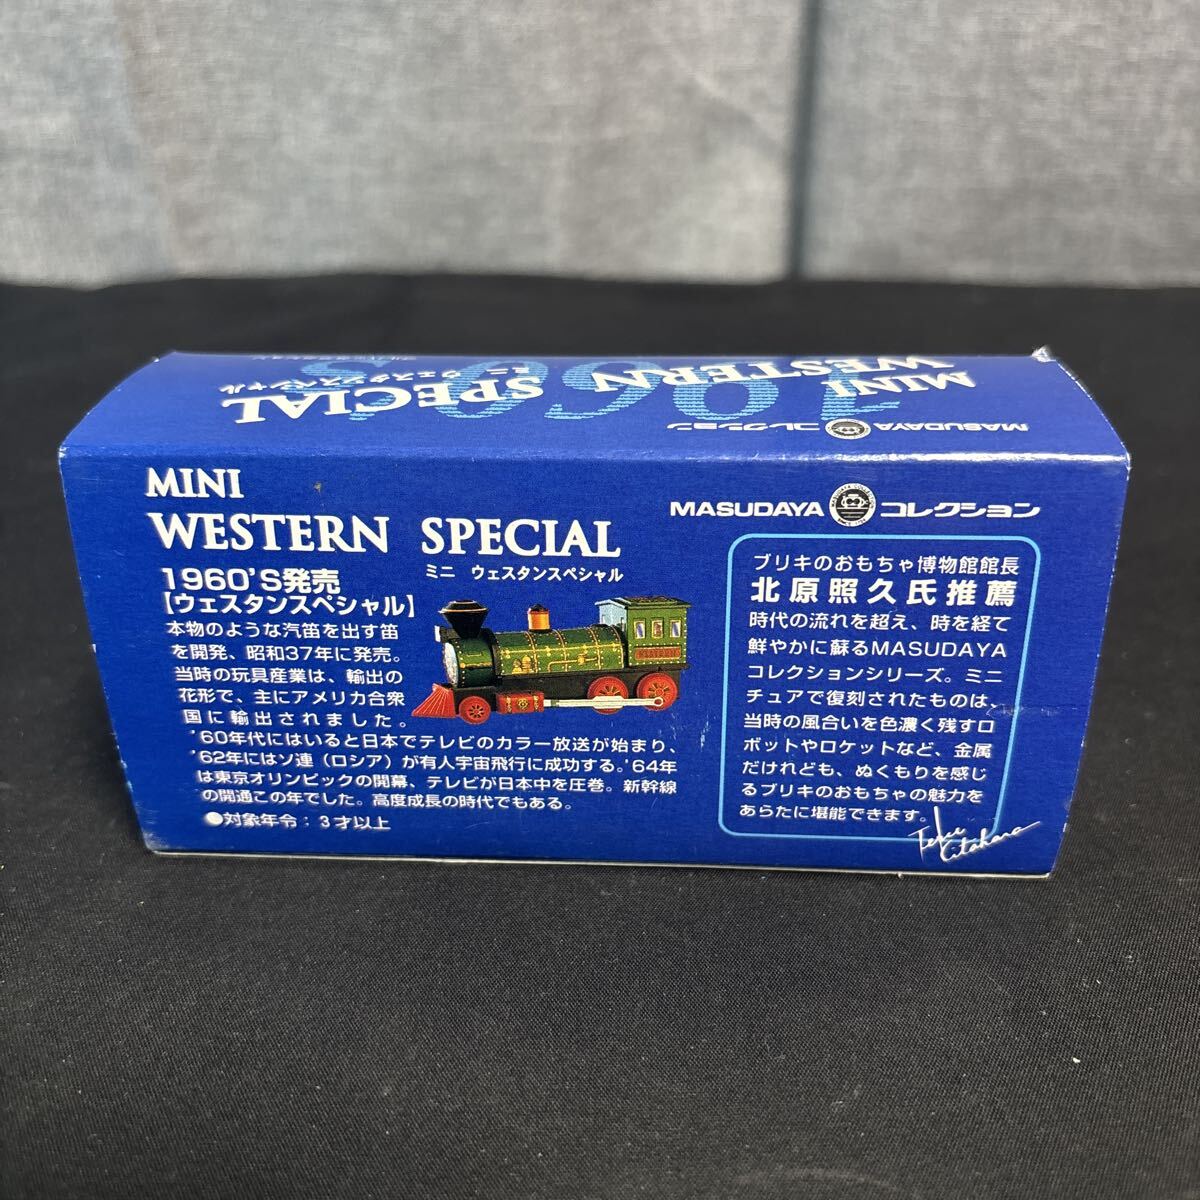 MINI
WESTERN
SPECIAL
ミニ ウェスタンスペシャル
1960's
MASUDAYA コレクション
MINI
WESTERN SPECIAL
ミニ ウェスタンスペシャル
1960'S発売
【ウェスタンスペシャル】
本物のような汽笛を出す笛
を開発、昭和37年に発売。
当時の玩具産業は、輸出の
花形で、主にアメリカ合衆
国に輸出されました。
'60年代にはいると日本でテレビのカラー放送が始まり、
'62年にはソ連（ロシア）が有人宇宙飛行に成功する。'64年
は東京オリンピックの開幕、テレビが日本中を圧巻。新幹線
の開通この年でした。高度成長の時代でもある。
●対象年令：3才以上
WESTERN
MASUDAYA コレクション
ブリキのおもちゃ博物館館長
北原照久氏推薦
時代の流れを超え、時を経て
鮮やかに蘇るMASUDAYA
コレクションシリーズ。ミニ
チュアで復刻されたものは、
当時の風合いを色濃く残すロ
ボットやロケットなど、金属
だけれども、ぬくもりを感じ
るブリキのおもちゃの魅力を
あらたに堪能できます。
Teru Kitahara